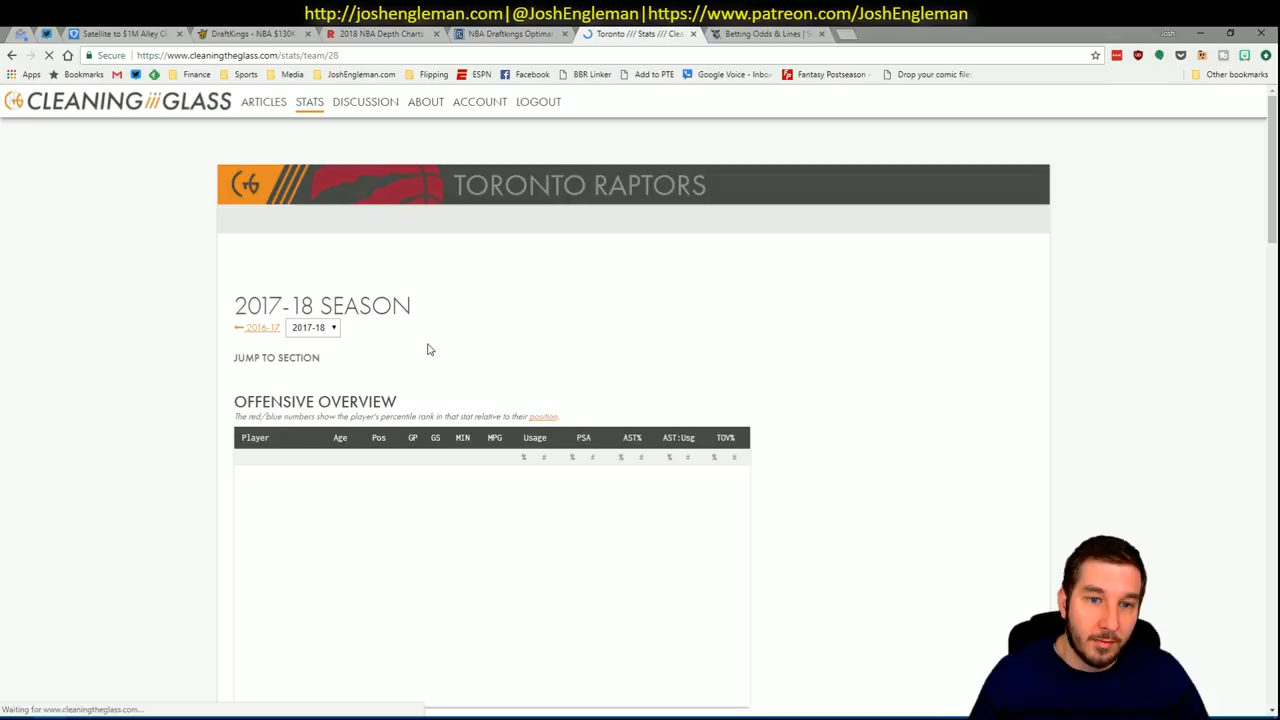 http://joshengleman.com|@JoshEngleman|https://www.patreon.com/JoshEngleman
Satellite to $1M Alley O
DraftKings - NBA $130K
2018 NBA Depth Charts
NBA Draftkings Optimal
Toronto /// Stats /// Clea
Betting Odds & Lines | S
Josh
Secure https://www.cleaningtheglass.com/stats/team/28
Apps Bookmarks Finance Sports Media JoshEngleman.com Flipping ESPN Facebook BBR Linker Add to PTE Google Voice - Inbo Fantasy Postseason - Drop your comic file Other bookmarks
CLEANING THE GLASS ARTICLES STATS DISCUSSION ABOUT ACCOUNT LOGOUT
CTG TORONTO RAPTORS
2017-18 SEASON
2016-17 2017-18
JUMP TO SECTION
OFFENSIVE OVERVIEW
The red/blue numbers show the player's percentile rank in that stat relative to their position.
Player Age Pos GP GS MIN MPG Usage PSA AST% AST:Usg TOV%
% # % # % # % # % #
Waiting for www.cleaningtheglass.com...